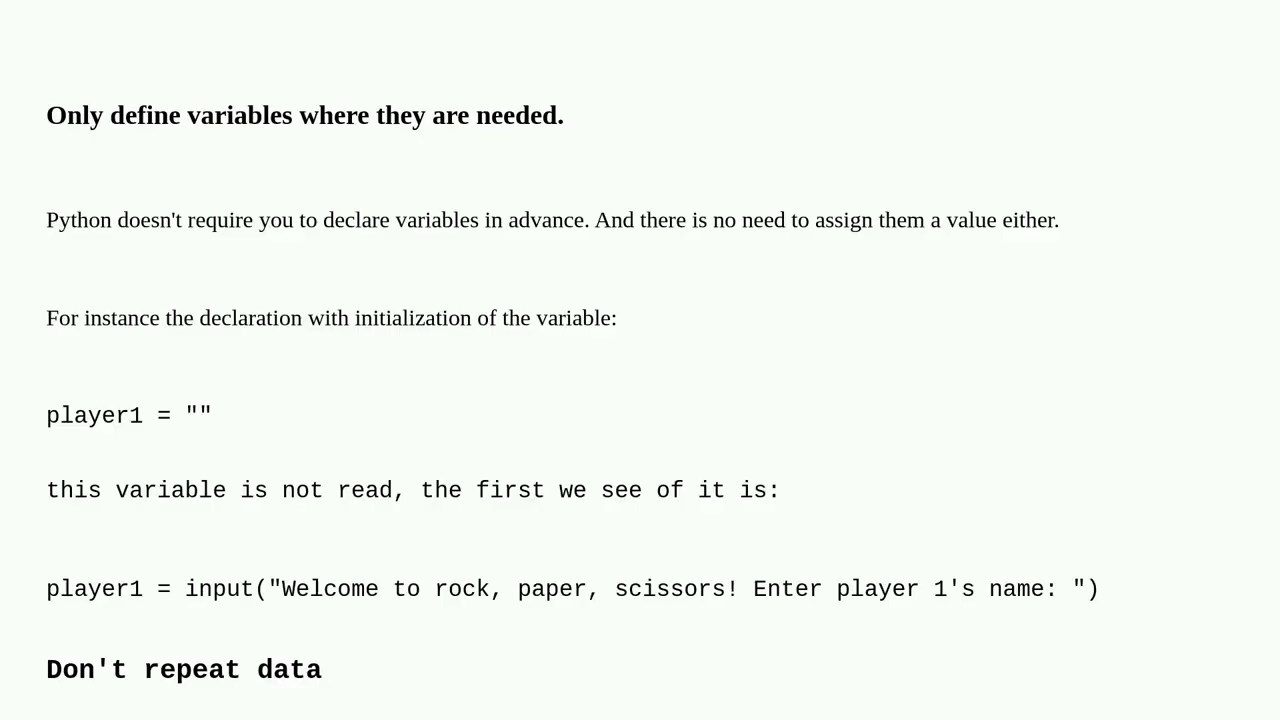 Only define variables where they are needed.
Python doesn't require you to declare variables in advance. And there is no need to assign them a value either.
For instance the declaration with initialization of the variable:
player1 = ""
this variable is not read, the first we see of it is:
player1 = input("Welcome to rock, paper, scissors! Enter player 1's name: ")
Don't repeat data